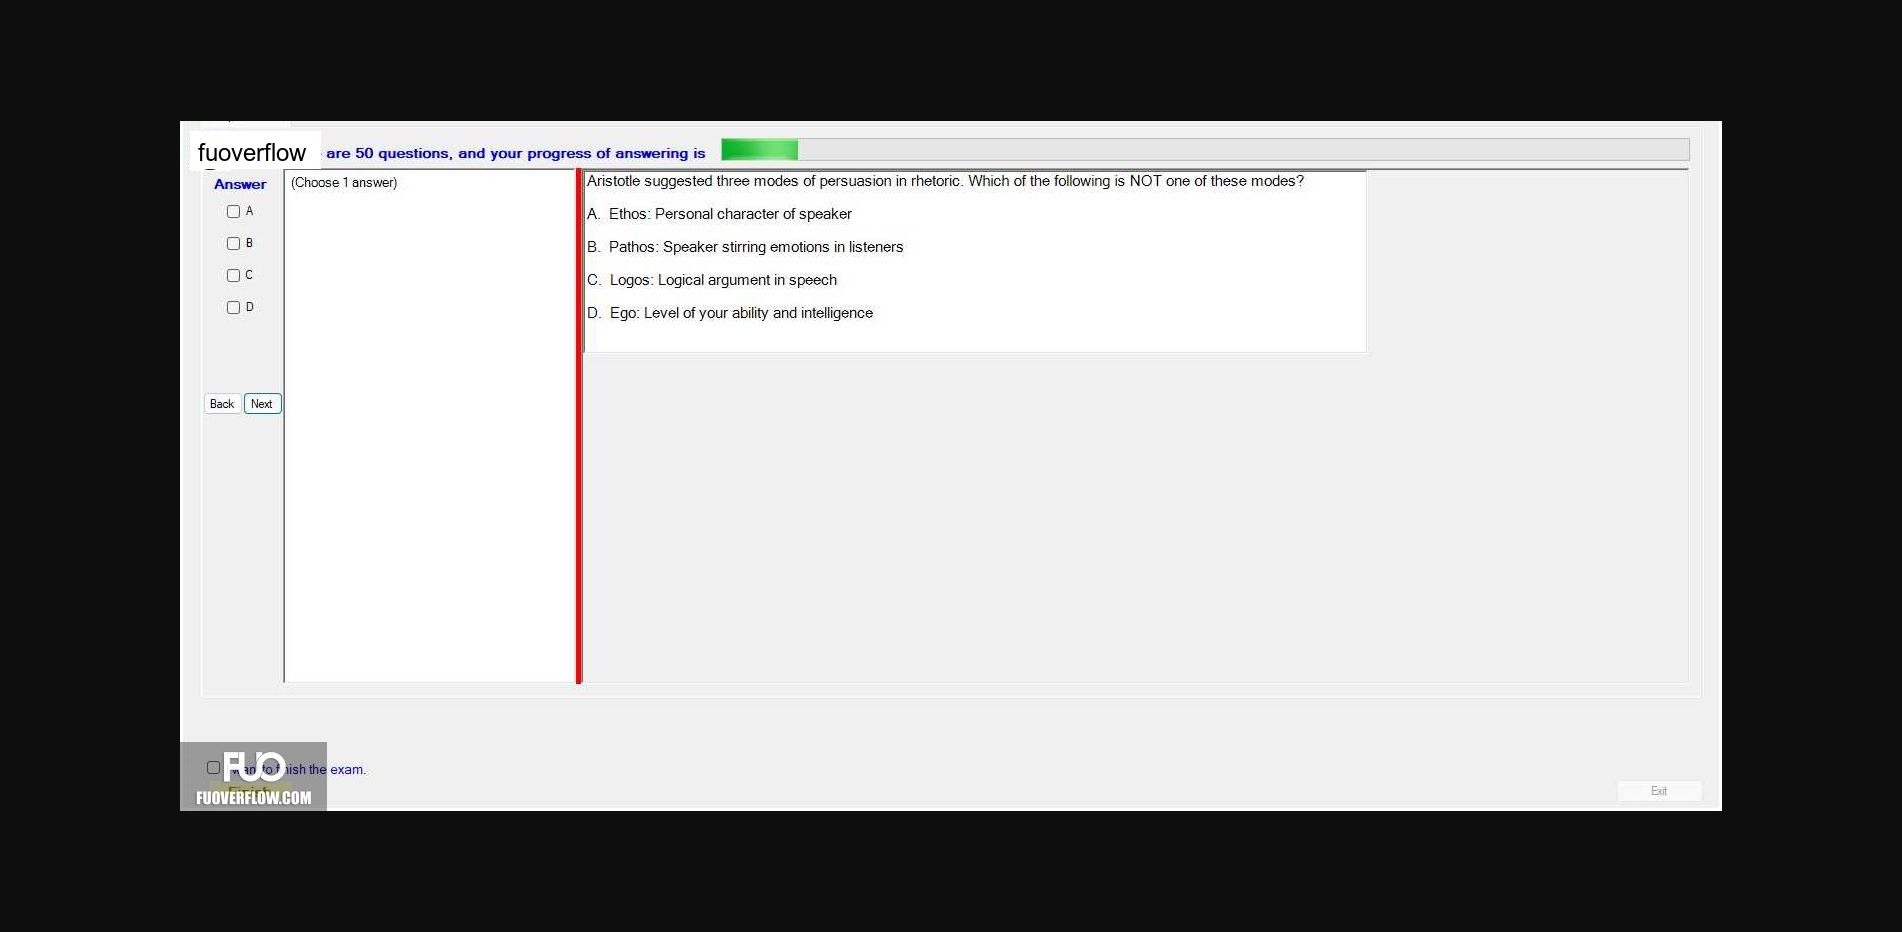 fuoverflow are 50 questions, and your progress of answering is
Answer
(Choose 1 answer)
A
B
C
D
Back Next
Aristotle suggested three modes of persuasion in rhetoric. Which of the following is NOT one of these modes?
A. Ethos: Personal character of speaker
B. Pathos: Speaker stirring emotions in listeners
C. Logos: Logical argument in speech
D. Ego: Level of your ability and intelligence
want to finish the exam.
Finish
FUO
FUOVERFLOW.COM
Exit